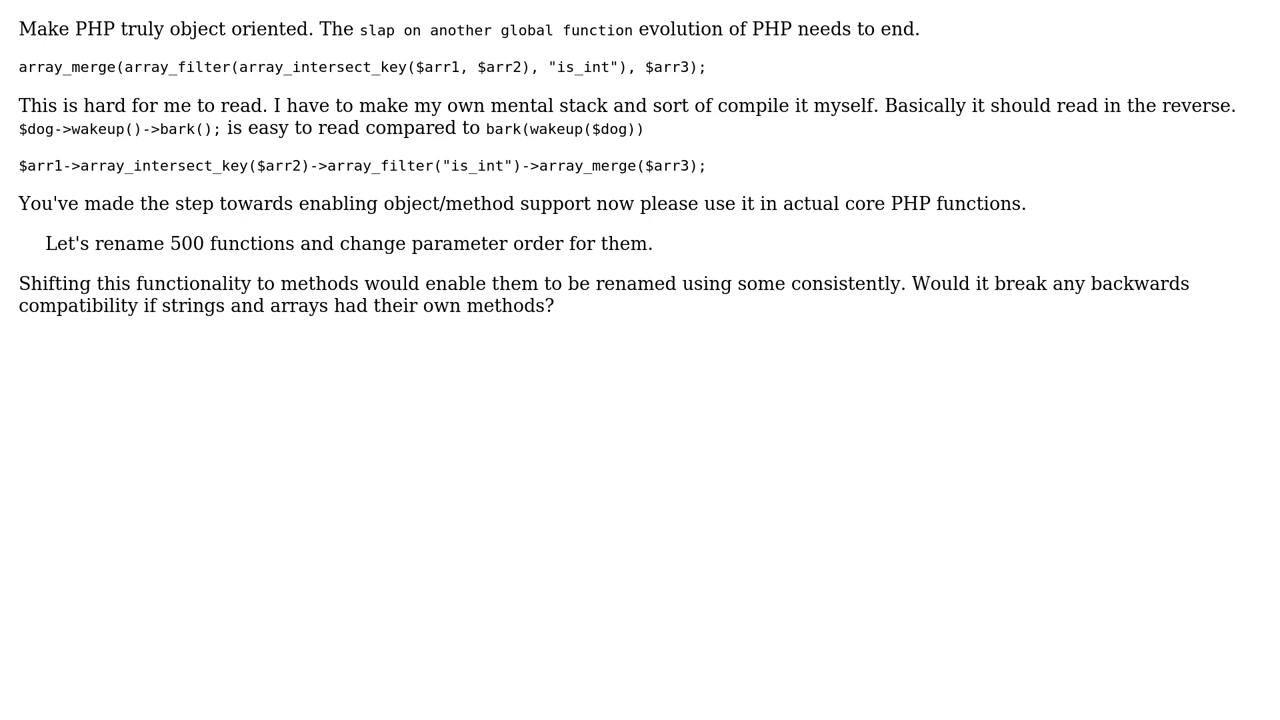 Make PHP truly object oriented. The slap on another global function evolution of PHP needs to end.
array_merge(array_filter(array_intersect_key($arr1, $arr2), "is_int"), $arr3);
This is hard for me to read. I have to make my own mental stack and sort of compile it myself. Basically it should read in the reverse.
$dog->wakeup()->bark(); is easy to read compared to bark(wakeup($dog))
$arr1->array_intersect_key($arr2)->array_filter("is_int")->array_merge($arr3);
You've made the step towards enabling object/method support now please use it in actual core PHP functions.
Let's rename 500 functions and change parameter order for them.
Shifting this functionality to methods would enable them to be renamed using some consistently. Would it break any backwards
compatibility if strings and arrays had their own methods?